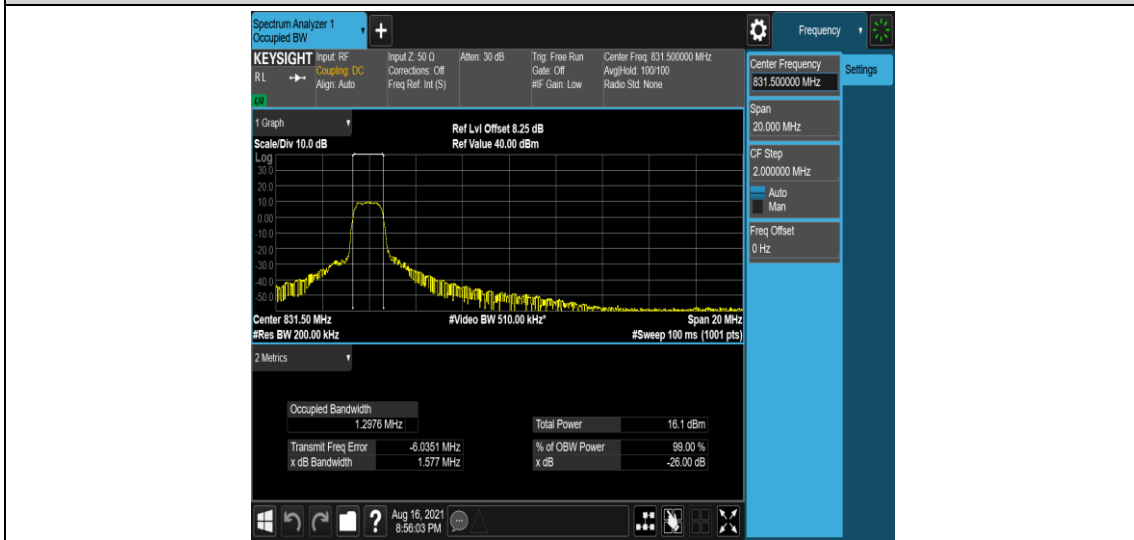 Spectrum Analyzer 1
Occupied BW
Frequency
KEYSIGHT
RL
Input: RF
Coupling: DC
Align: Auto
Input Z: 50 Ω
Corrections: Off
Freq Ref: Int (S)
Atten: 30 dB
Trig: Free Run
Gate: Off
#IF Gain: Low
Center Freq: 831.500000 MHz
Avg|Hold: 100/100
Radio Std: None
1 Graph
Scale/Div 10.0 dB
Ref Lvl Offset 8.25 dB
Ref Value 40.00 dBm
Log
30.0
20.0
10.0
0.00
-10.0
-20.0
-30.0
-40.0
-50.0
Center 831.50 MHz
#Res BW 200.00 kHz
#Video BW 510.00 kHz*
Span 20 MHz
#Sweep 100 ms (1001 pts)
2 Metrics
Occupied Bandwidth
1.2976 MHz
Transmit Freq Error -6.0351 MHz
x dB Bandwidth 1.577 MHz
Total Power 16.1 dBm
% of OBW Power 99.00 %
x dB -26.00 dB
Center Frequency
831.500000 MHz
Settings
Span
20.000 MHz
CF Step
2.000000 MHz
Auto
Man
Freq Offset
0 Hz
Aug 16, 2021
8:56:03 PM